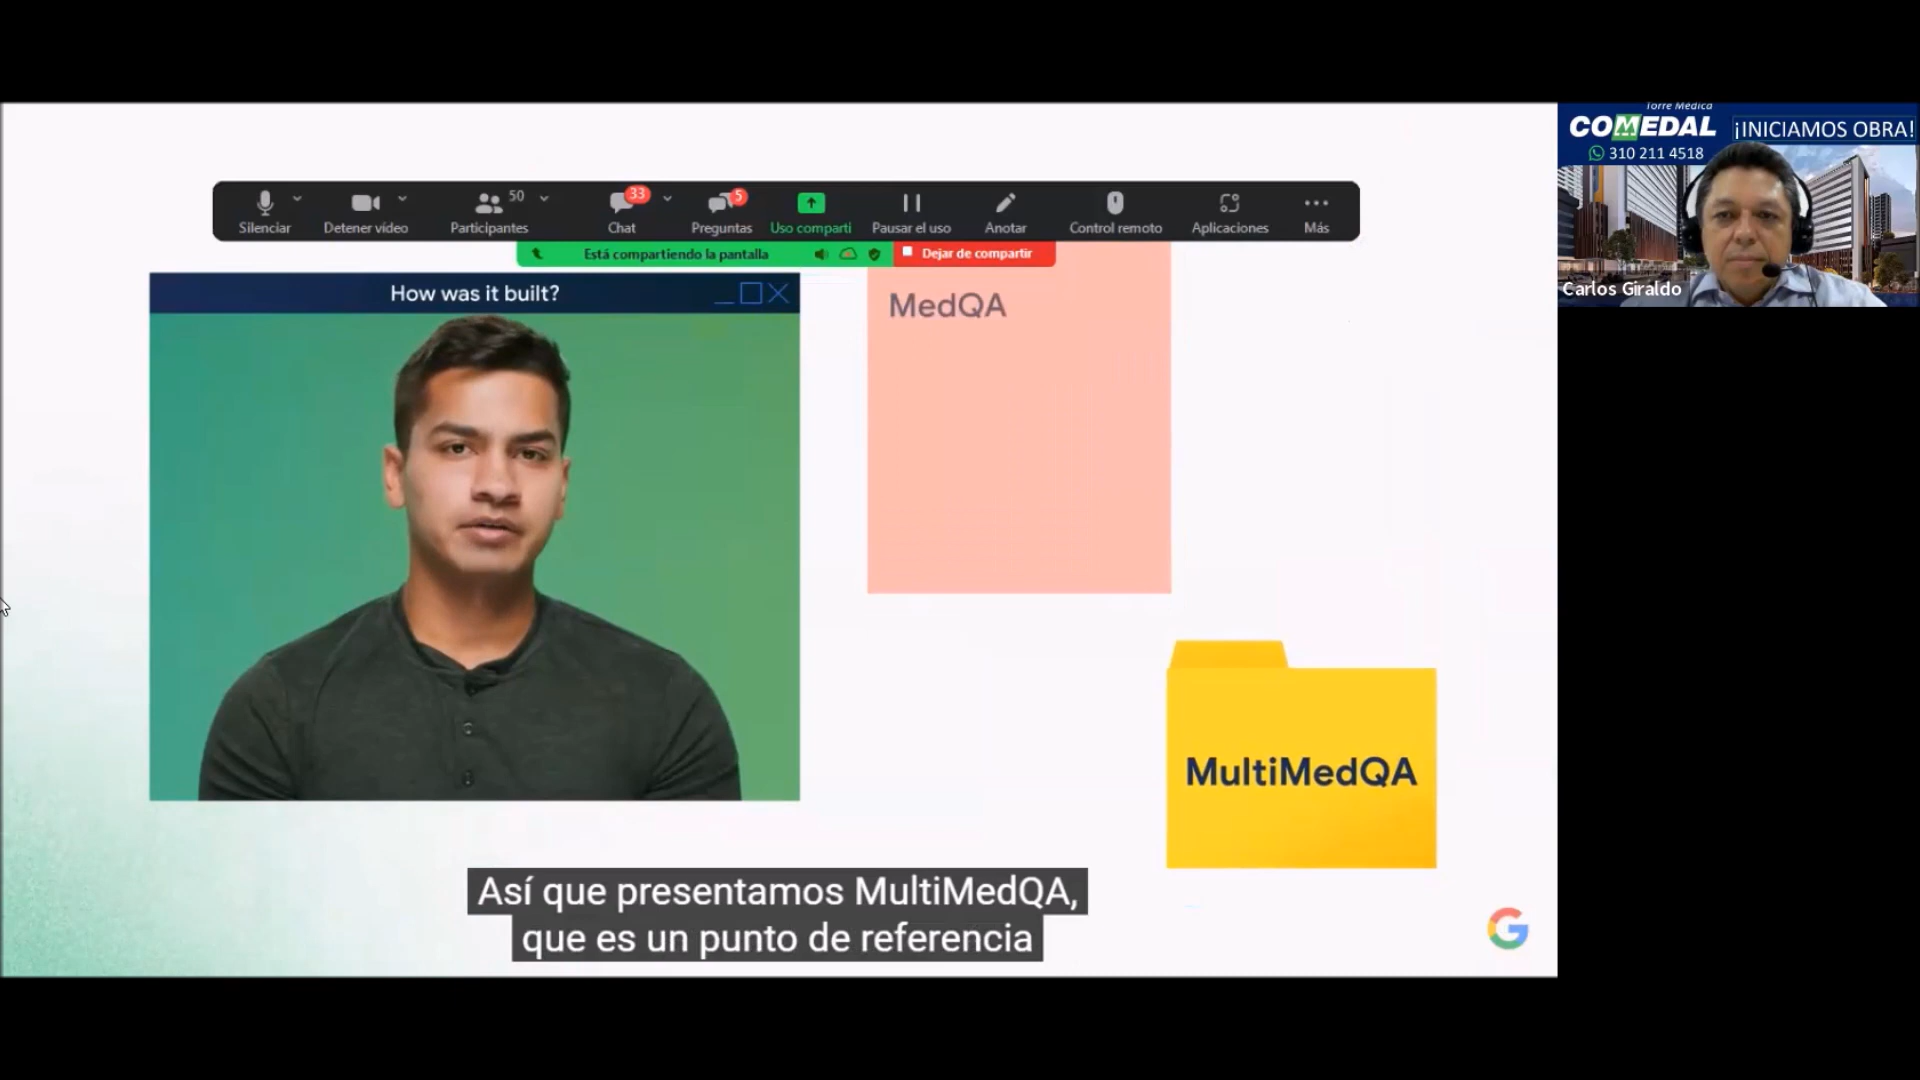 Torre Médica
COMEDAL ¡INICIAMOS OBRA!
310 211 4518
Carlos Giraldo
50
33
5
Silenciar
Detener vídeo
Participantes
Chat
Preguntas
Uso comparti
Pausar el uso
Anotar
Control remoto
Aplicaciones
Más
Está compartiendo la pantalla
Dejar de compartir
How was it built?
MedQA
MultiMedQA
Así que presentamos MultiMedQA,
que es un punto de referencia